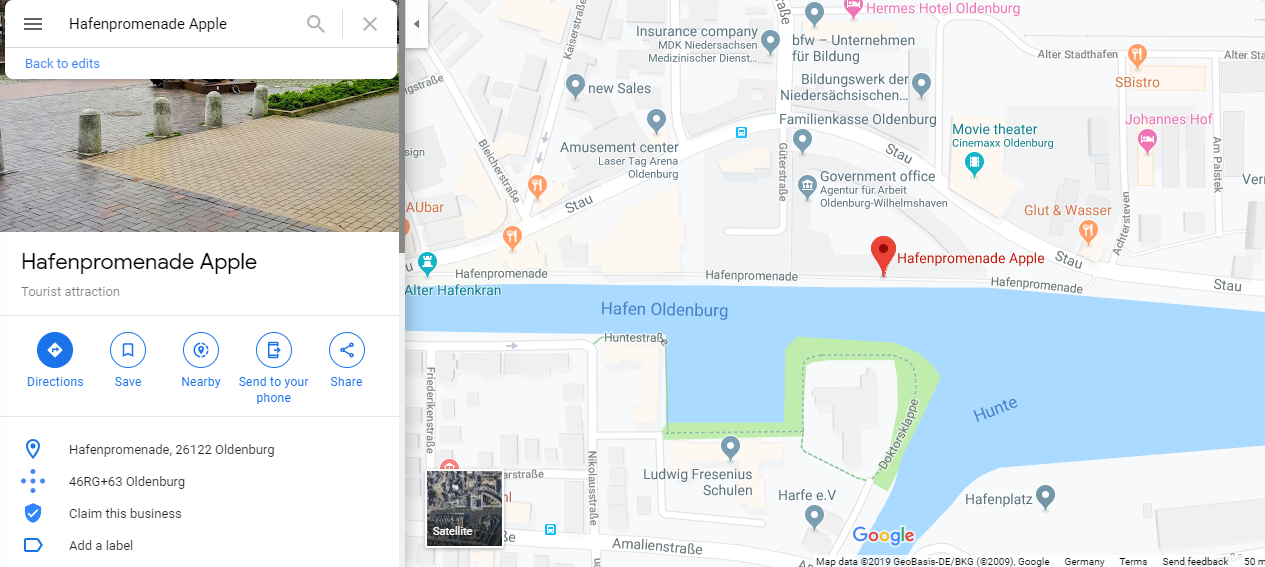 Hafenpromenade Apple
Back to edits
Hafenpromenade Apple
Tourist attraction
Directions
Save
Nearby
Send to your
phone
Share
Hafenpromenade, 26122 Oldenburg
46RG+63 Oldenburg
Claim this business
Add a label
Hermes Hotel Oldenburg
Insurance company
MDK Niedersachsen
Medizinischer Dienst...
bfw – Unternehmen
für Bildung
Kaiserstraße
Alter Stadthafen
Alter Sta
SBistro
new Sales
Bildungswerk der
Niedersächsischen...
Familienkasse Oldenburg
Movie theater
Cinemaxx Oldenburg
Johannes Hof
Amusement center
Laser Tag Arena
Oldenburg
Bleicherstraße
Güterstraße
Stau
Am Palstek
Government office
Agentur für Arbeit
Oldenburg-Wilhelmshaven
AUbar
Stau
Glut & Wasser
Achtersteven
Hafenpromenade Apple
Stau
Hafenpromenade
Hafenpromenade
Hafenpromenade
Stau
Alter Hafenkran
Hafen Oldenburg
Huntestraße
Friederikenstraße
Hunte
Doktorsklappe
Ludwig Fresenius
Schulen
Nikolausstraße
Harfe e.V
Hafenplatz
Satellite
Google
Amalienstraße
Map data ©2019 GeoBasis-DE/BKG (©2009), Google
Germany
Terms
Send feedback
50 m